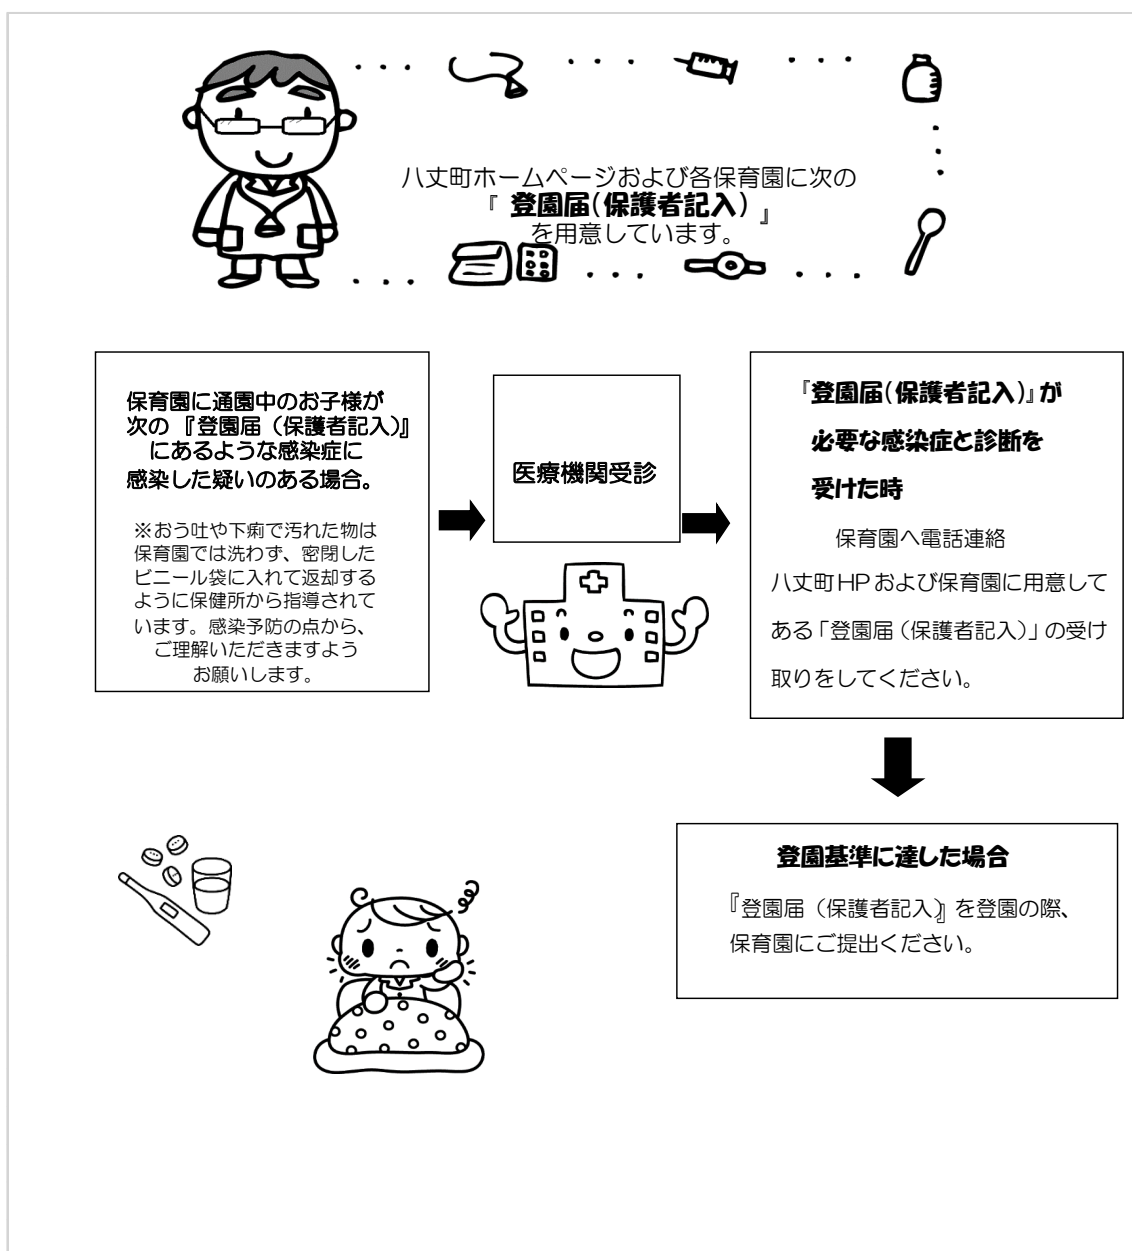 八丈町ホームページおよび各保育園に次の
『 登園届(保護者記入) 』
を用意しています。
保育園に通園中のお子様が
次の 『登園届（保護者記入)』
にあるような感染症に
感染した疑いのある場合。
※おう吐や下痢で汚れた物は
保育園では洗わず、密閉した
ビニール袋に入れて返却する
ように保健所から指導されて
います。感染予防の点から、
ご理解いただきますよう
お願いします。
医療機関受診
『登園届(保護者記入)』が
必要な感染症と診断を
受けた時
保育園へ電話連絡
八丈町HPおよび保育園に用意して
ある「登園届（保護者記入）」の受け
取りをしてください。
登園基準に達した場合
『登園届（保護者記入)』を登園の際、
保育園にご提出ください。